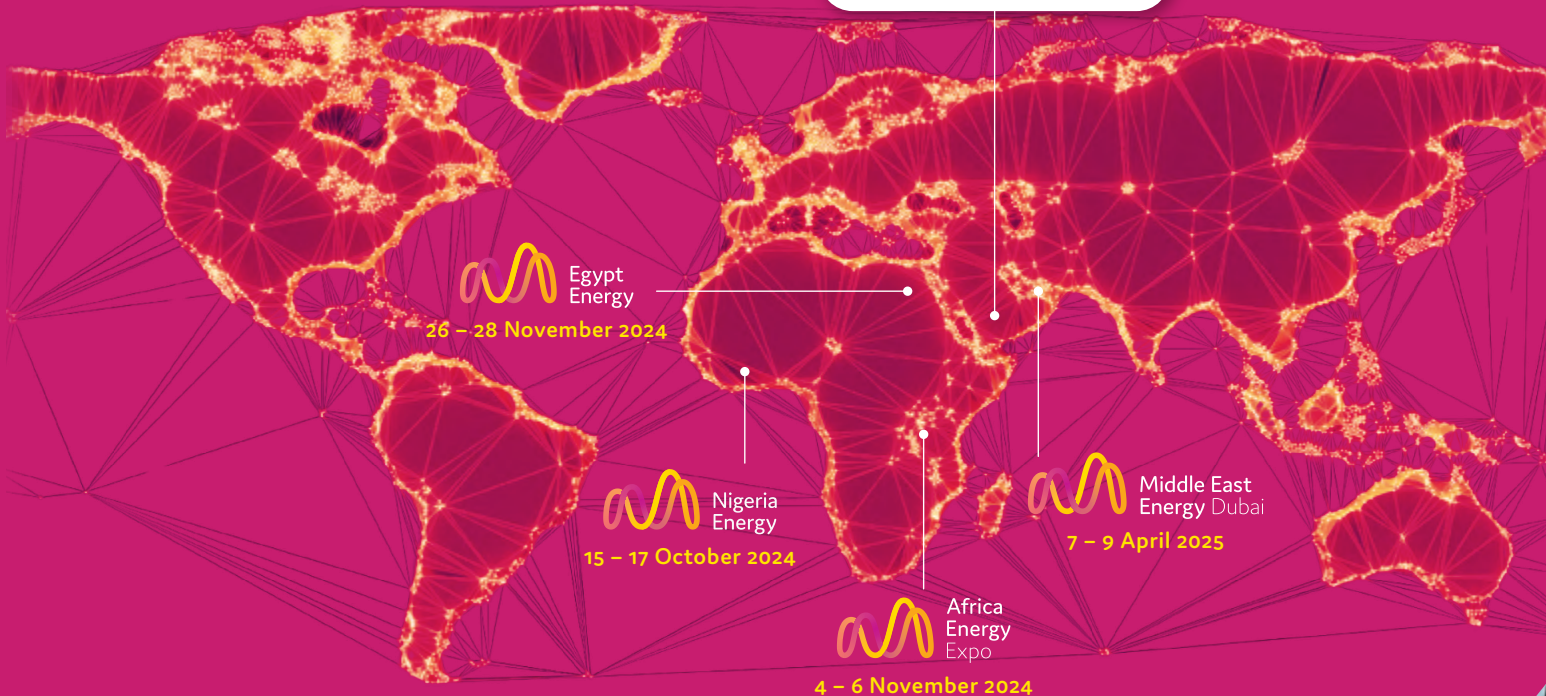 Egypt
Energy
26 – 28 November 2024
Nigeria
Energy
15 – 17 October 2024
Middle East
Energy Dubai
7 – 9 April 2025
Africa
Energy
Expo
4 – 6 November 2024